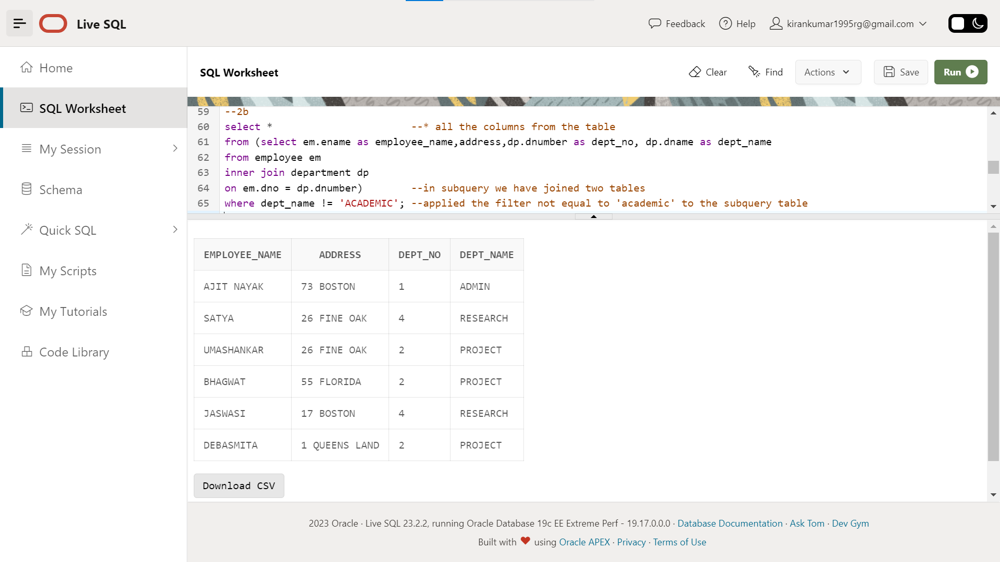 Live SQL
Feedback
Help
kirankumar1995rg@gmail.com
Home
SQL Worksheet
My Session
Schema
Quick SQL
My Scripts
My Tutorials
Code Library
SQL Worksheet
Clear
Find
Actions
Save
Run
59 --2b
60 select * --* all the columns from the table
61 from (select em.ename as employee_name,address,dp.dnumber as dept_no, dp.dname as dept_name
62 from employee em
63 inner join department dp
64 on em.dno = dp.dnumber) --in subquery we have joined two tables
65 where dept_name != 'ACADEMIC'; --applied the filter not equal to 'academic' to the subquery table
EMPLOYEE_NAME ADDRESS DEPT_NO DEPT_NAME
AJIT NAYAK 73 BOSTON 1 ADMIN
SATYA 26 FINE OAK 4 RESEARCH
UMASHANKAR 26 FINE OAK 2 PROJECT
BHAGWAT 55 FLORIDA 2 PROJECT
JASWASI 17 BOSTON 4 RESEARCH
DEBASMITA 1 QUEENS LAND 2 PROJECT
Download CSV
2023 Oracle · Live SQL 23.2.2, running Oracle Database 19c EE Extreme Perf - 19.17.0.0.0 · Database Documentation · Ask Tom · Dev Gym
Built with ❤ using Oracle APEX · Privacy · Terms of Use